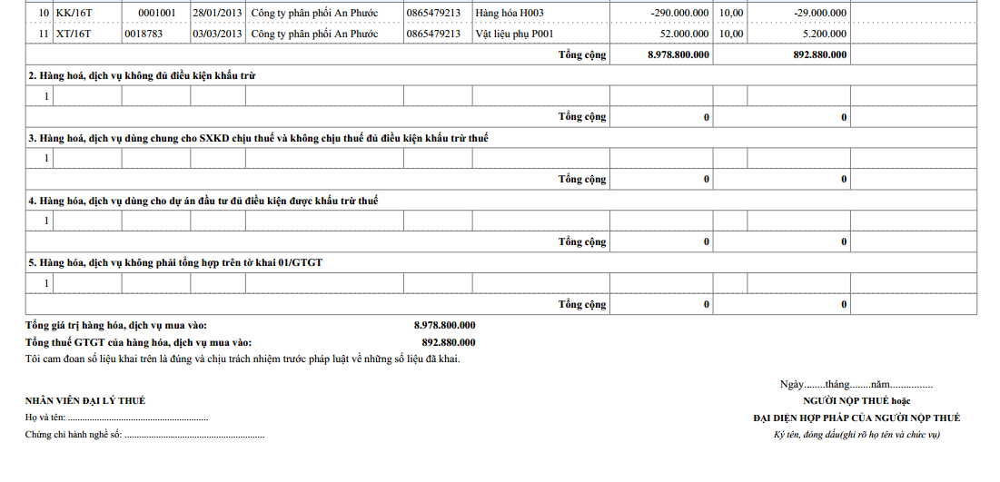 10 KK/16T 0001001 28/01/2013 Công ty phân phối An Phước 0865479213 Hàng hóa H003 -290.000.000 10,00 -29.000.000
11 XT/16T 0018783 03/03/2013 Công ty phân phối An Phước 0865479213 Vật liệu phụ P001 52.000.000 10,00 5.200.000
Tổng cộng 8.978.800.000 892.880.000
2. Hàng hoá, dịch vụ không đủ điều kiện khấu trừ
1
Tổng cộng 0 0
3. Hàng hoá, dịch vụ dùng chung cho SXKD chịu thuế và không chịu thuế đủ điều kiện khấu trừ thuế
1
Tổng cộng 0 0
4. Hàng hóa, dịch vụ dùng cho dự án đầu tư đủ điều kiện được khấu trừ thuế
1
Tổng cộng 0 0
5. Hàng hóa, dịch vụ không phải tổng hợp trên tờ khai 01/GTGT
1
Tổng cộng 0 0
Tổng giá trị hàng hóa, dịch vụ mua vào: 8.978.800.000
Tổng thuế GTGT của hàng hóa, dịch vụ mua vào: 892.880.000
Tôi cam đoan số liệu khai trên là đúng và chịu trách nhiệm trước pháp luật về những số liệu đã khai.
Ngày........tháng........năm................
NHÂN VIÊN ĐẠI LÝ THUẾ NGƯỜI NỘP THUẾ hoặc
Họ và tên: .................................................... ĐẠI DIỆN HỢP PHÁP CỦA NGƯỜI NỘP THUẾ
Chứng chỉ hành nghề số: .................................................... Ký tên, đóng dấu(ghi rõ họ tên và chức vụ)